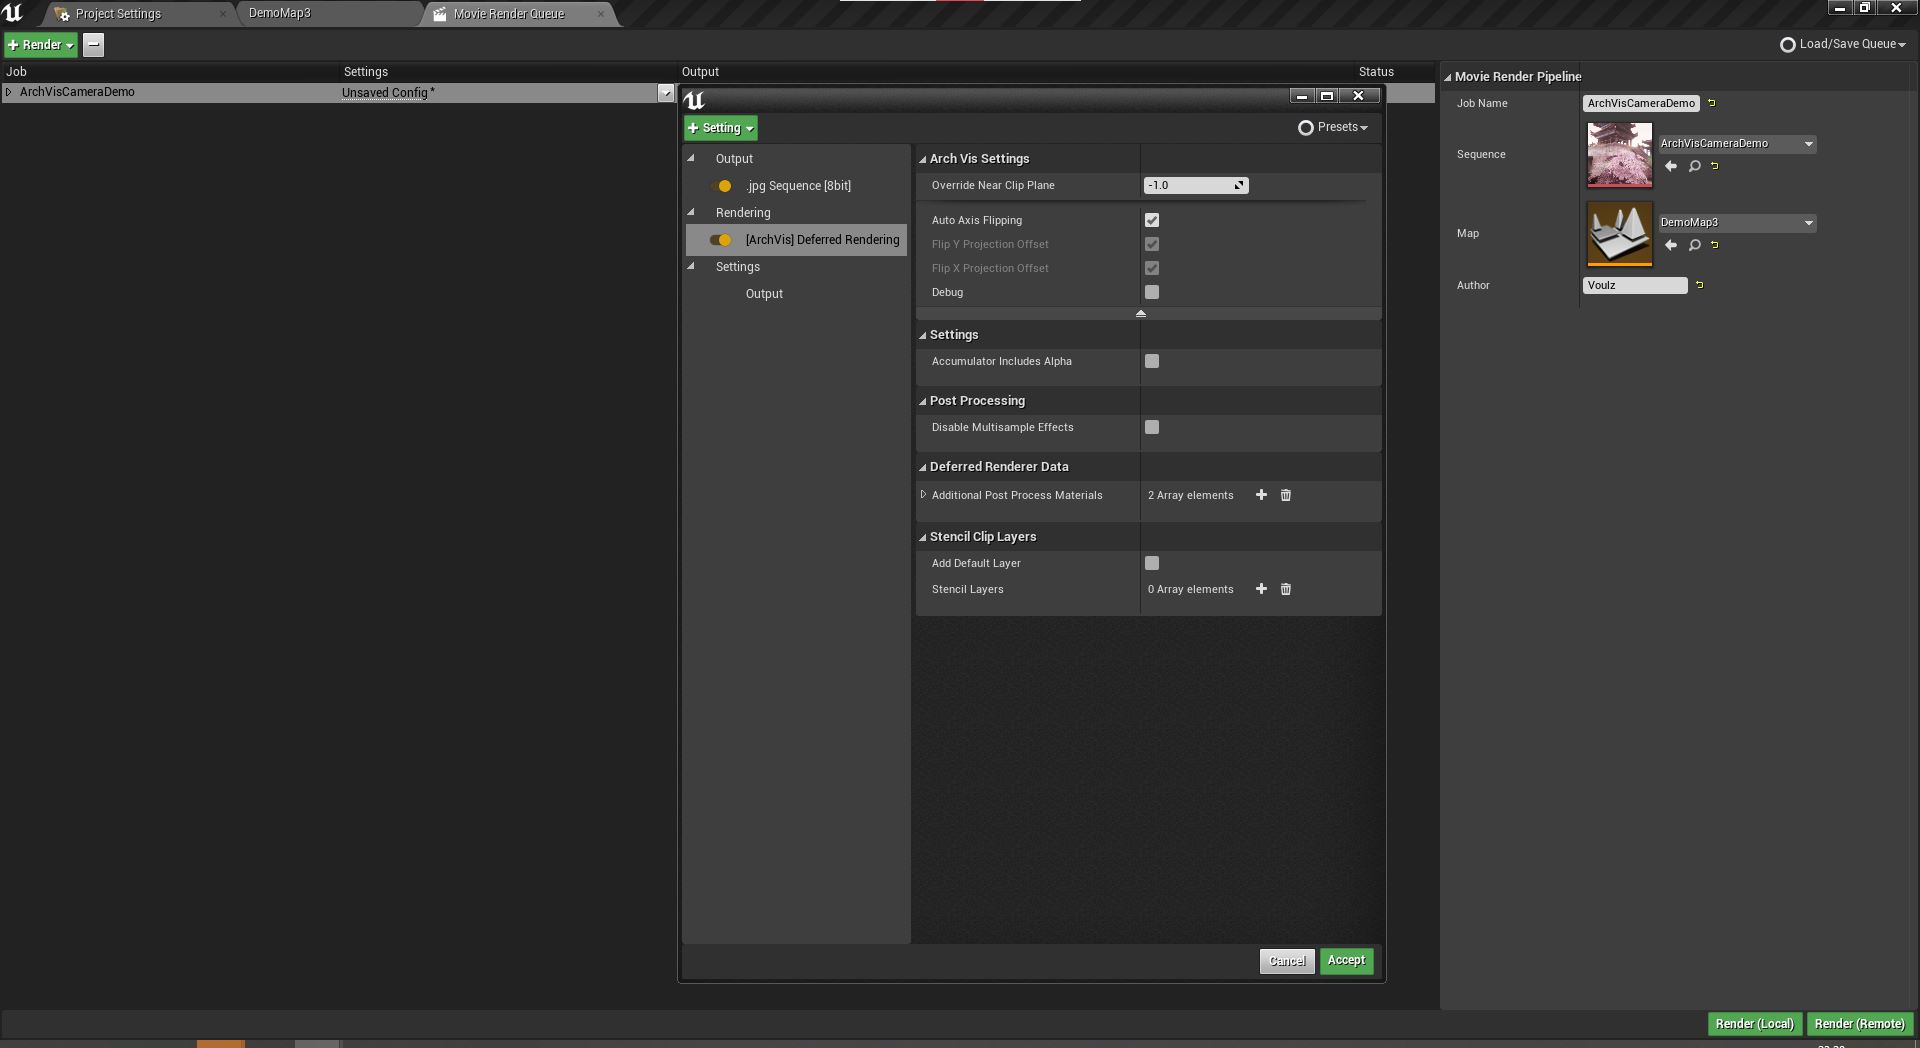 Project Settings
DemoMap3
Movie Render Queue
Render
Load/Save Queue
Job
Settings
Output
Status
ArchVisCameraDemo
Unsaved Config *
Setting
Presets
Output
.jpg Sequence [8bit]
Rendering
[ArchVis] Deferred Rendering
Settings
Output
Arch Vis Settings
Override Near Clip Plane
-1.0
Auto Axis Flipping
Flip Y Projection Offset
Flip X Projection Offset
Debug
Settings
Accumulator Includes Alpha
Post Processing
Disable Multisample Effects
Deferred Renderer Data
Additional Post Process Materials
2 Array elements
Stencil Clip Layers
Add Default Layer
Stencil Layers
0 Array elements
Cancel
Accept
Movie Render Pipeline
Job Name
ArchVisCameraDemo
Sequence
ArchVisCameraDemo
Map
DemoMap3
Author
Voulz
Render (Local)
Render (Remote)